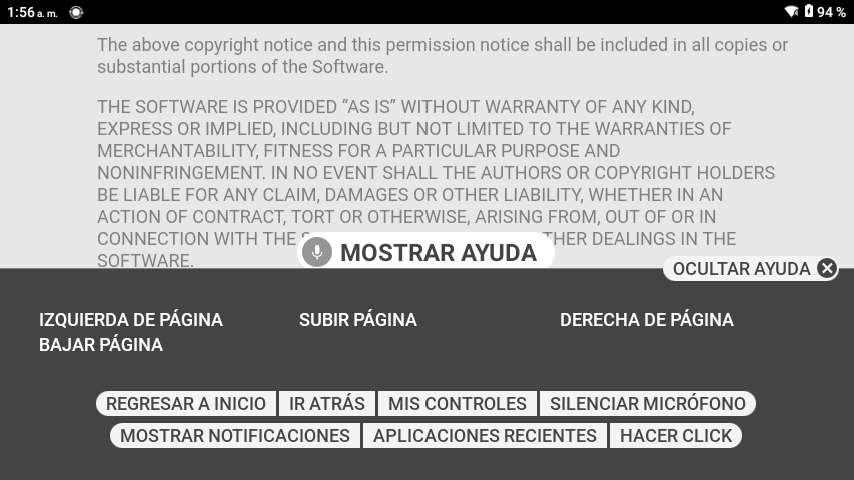 1:56 a. m. 94 %
The above copyright notice and this permission notice shall be included in all copies or
substantial portions of the Software.
THE SOFTWARE IS PROVIDED “AS IS” WITHOUT WARRANTY OF ANY KIND,
EXPRESS OR IMPLIED, INCLUDING BUT NOT LIMITED TO THE WARRANTIES OF
MERCHANTABILITY, FITNESS FOR A PARTICULAR PURPOSE AND
NONINFRINGEMENT. IN NO EVENT SHALL THE AUTHORS OR COPYRIGHT HOLDERS
BE LIABLE FOR ANY CLAIM, DAMAGES OR OTHER LIABILITY, WHETHER IN AN
ACTION OF CONTRACT, TORT OR OTHERWISE, ARISING FROM, OUT OF OR IN
CONNECTION WITH THE DEALINGS IN THE
MOSTRAR AYUDA
SOFTWARE.
OCULTAR AYUDA
IZQUIERDA DE PÁGINA SUBIR PÁGINA DERECHA DE PÁGINA
BAJAR PÁGINA
REGRESAR A INICIO IR ATRÁS MIS CONTROLES SILENCIAR MICRÓFONO
MOSTRAR NOTIFICACIONES APLICACIONES RECIENTES HACER CLICK